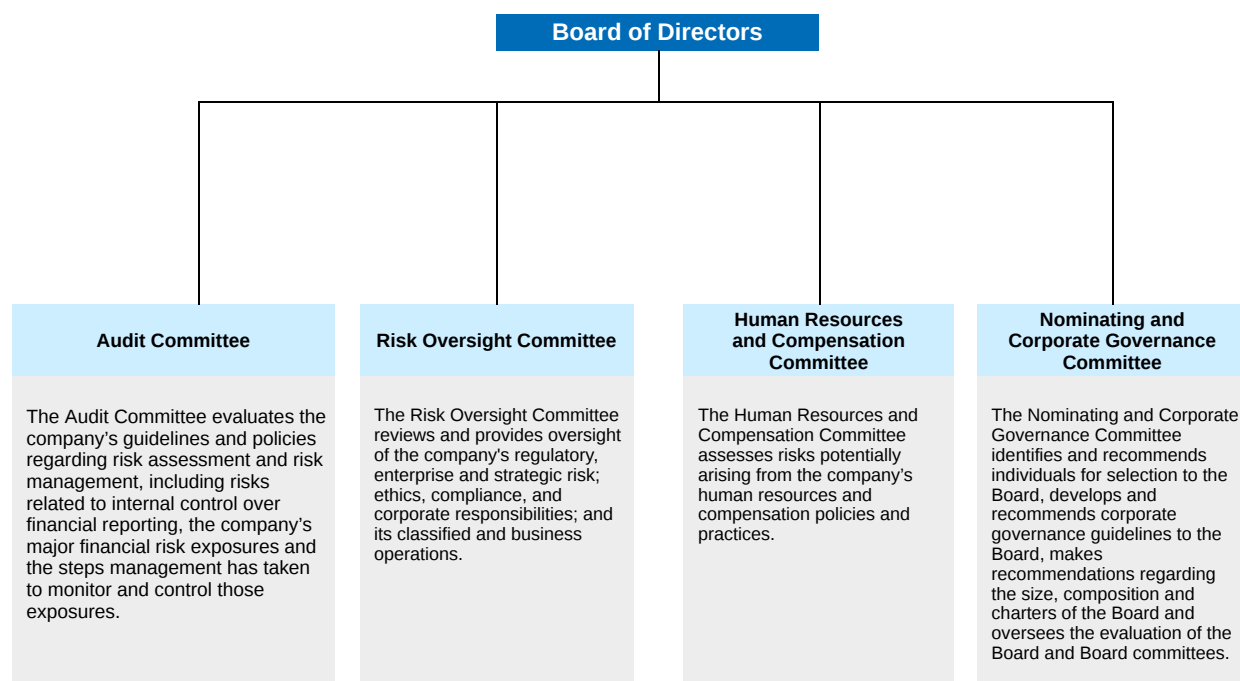 Board of Directors
Audit Committee
The Audit Committee evaluates the
company’s guidelines and policies
regarding risk assessment and risk
management, including risks
related to internal control over
financial reporting, the company’s
major financial risk exposures and
the steps management has taken
to monitor and control those
exposures.
Risk Oversight Committee
The Risk Oversight Committee
reviews and provides oversight
of the company's regulatory,
enterprise and strategic risk;
ethics, compliance, and
corporate responsibilities; and
its classified and business
operations.
Human Resources
and Compensation
Committee
The Human Resources and
Compensation Committee
assesses risks potentially
arising from the company’s
human resources and
compensation policies and
practices.
Nominating and
Corporate Governance
Committee
The Nominating and Corporate
Governance Committee
identifies and recommends
individuals for selection to the
Board, develops and
recommends corporate
governance guidelines to the
Board, makes
recommendations regarding
the size, composition and
charters of the Board and
oversees the evaluation of the
Board and Board committees.